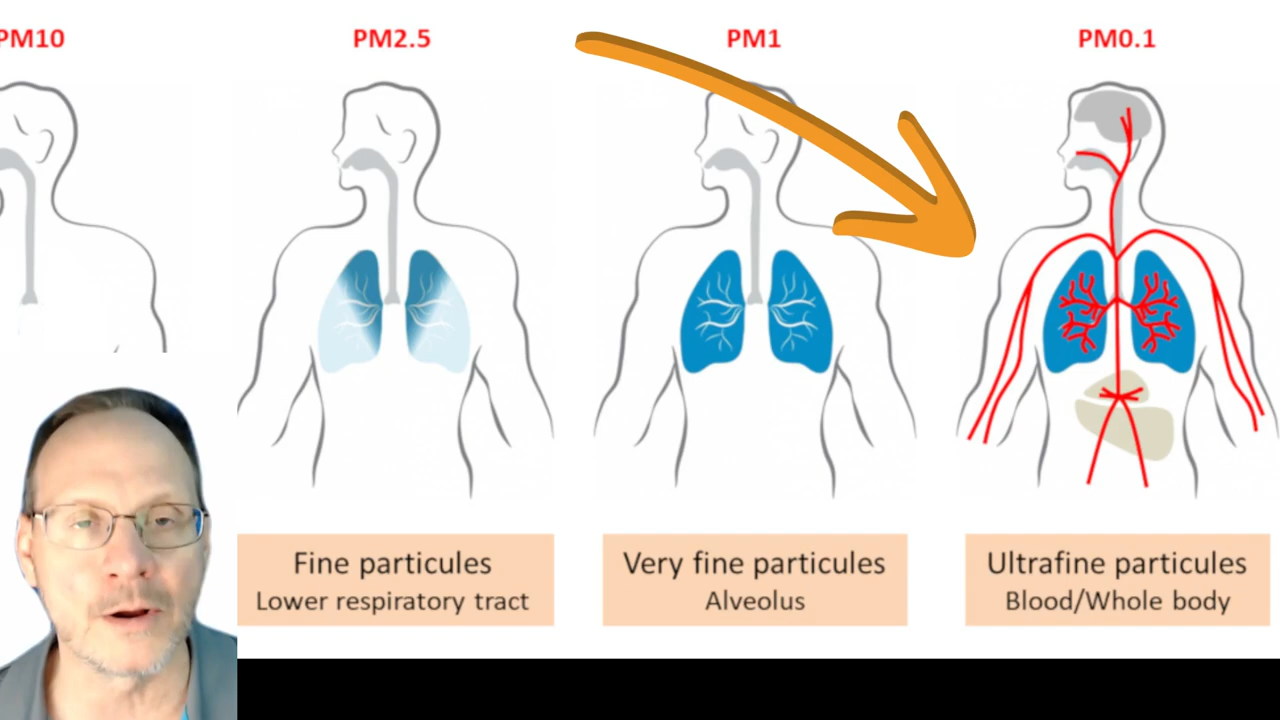 PM10
PM2.5
PM1
PM0.1
Fine particules
Lower respiratory tract
Very fine particules
Alveolus
Ultrafine particules
Blood/Whole body